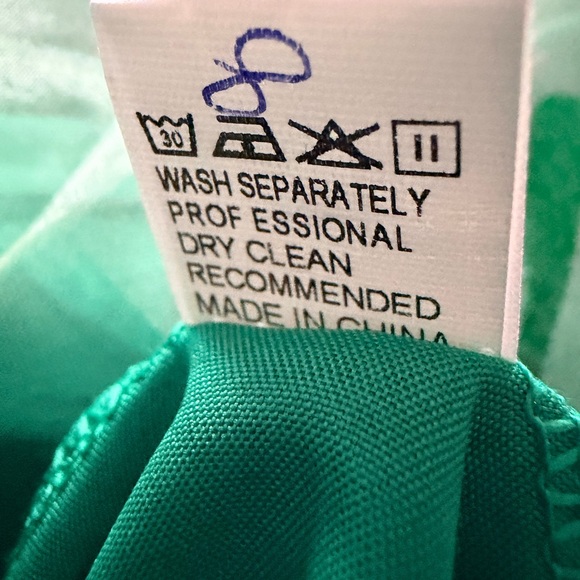 30
WASH SEPARATELY
PROF ESSIONAL
DRY CLEAN
RECOMMENDED
MADE IN CHINA